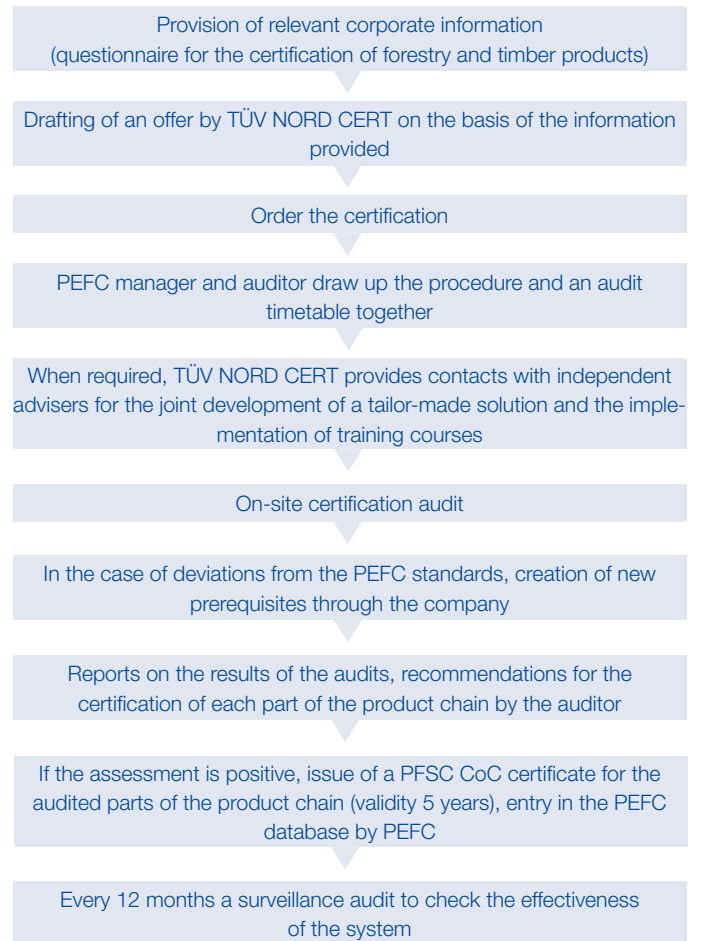 Provision of relevant corporate information
(questionnaire for the certification of forestry and timber products)
Drafting of an offer by TÜV NORD CERT on the basis of the information
provided
Order the certification
PEFC manager and auditor draw up the procedure and an audit
timetable together
When required, TÜV NORD CERT provides contacts with independent
advisers for the joint development of a tailor-made solution and the imple-
mentation of training courses
On-site certification audit
In the case of deviations from the PEFC standards, creation of new
prerequisites through the company
Reports on the results of the audits, recommendations for the
certification of each part of the product chain by the auditor
If the assessment is positive, issue of a PFSC CoC certificate for the
audited parts of the product chain (validity 5 years), entry in the PEFC
database by PEFC
Every 12 months a surveillance audit to check the effectiveness
of the system